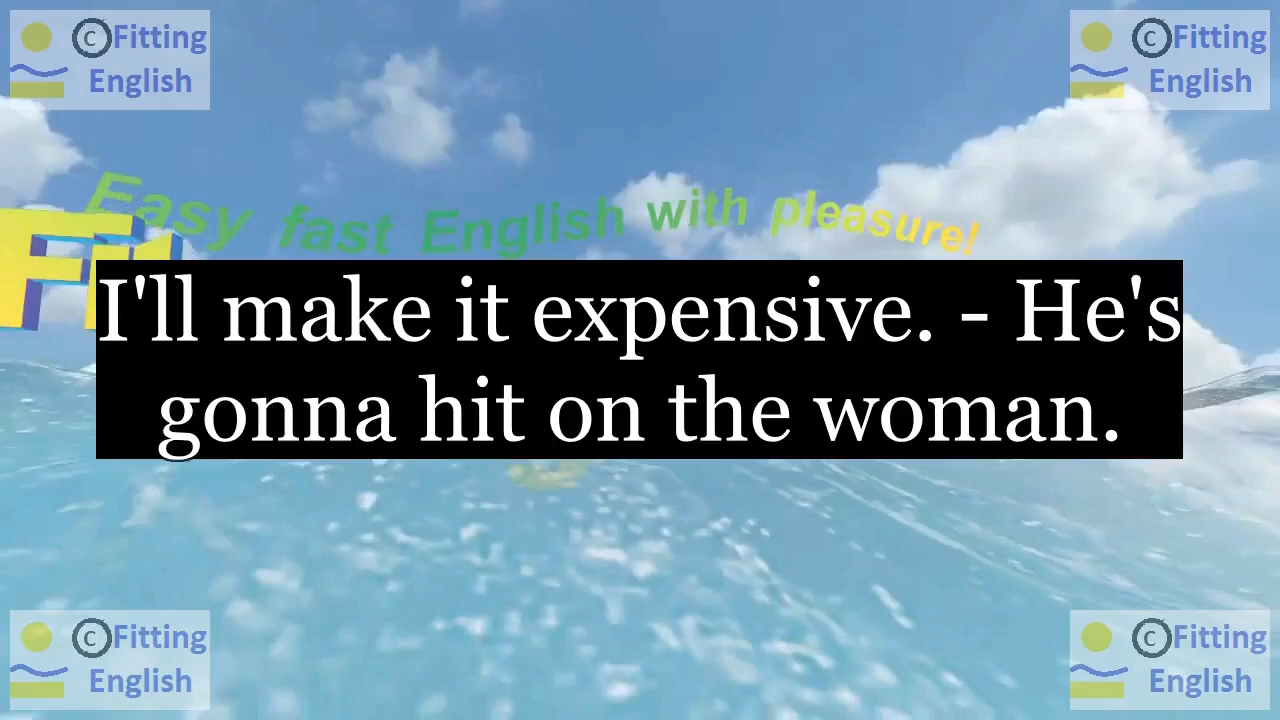 ©Fitting
English
©Fitting
English
Easy fast English with pleasure!
Fit
I'll make it expensive. - He's
gonna hit on the woman.
©Fitting
English
©Fitting
English